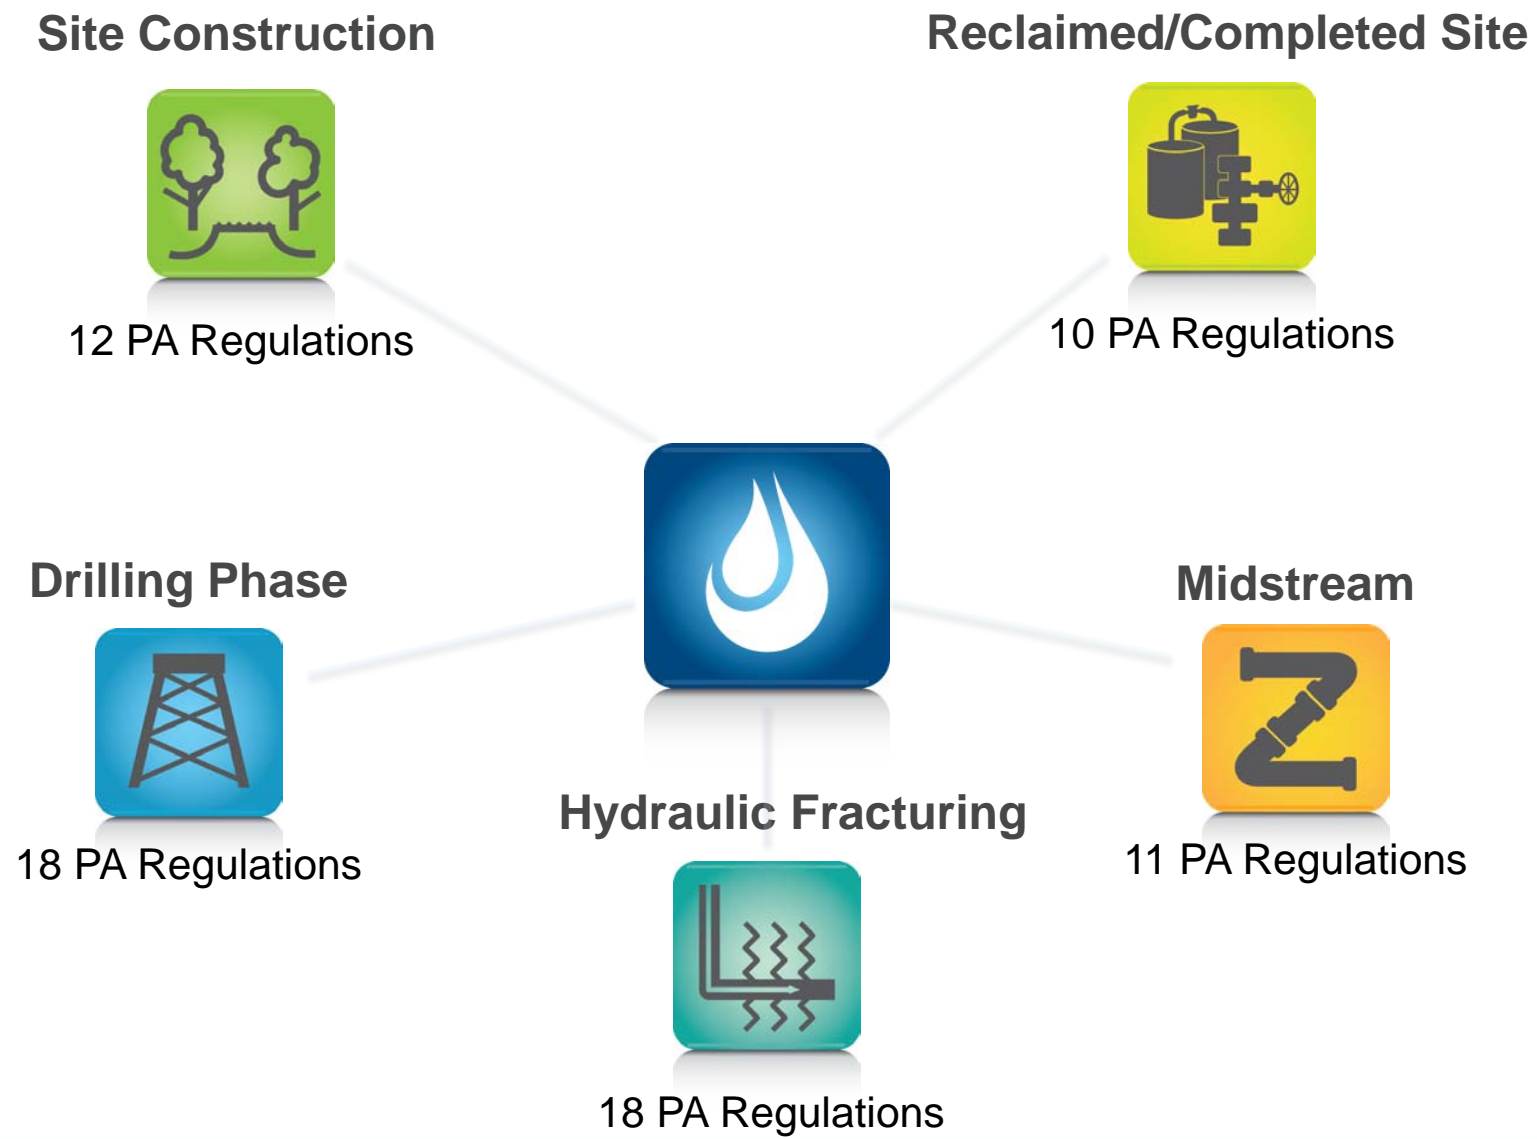 Site Construction
12 PA Regulations
Reclaimed/Completed Site
10 PA Regulations
Drilling Phase
18 PA Regulations
Midstream
11 PA Regulations
Hydraulic Fracturing
18 PA Regulations